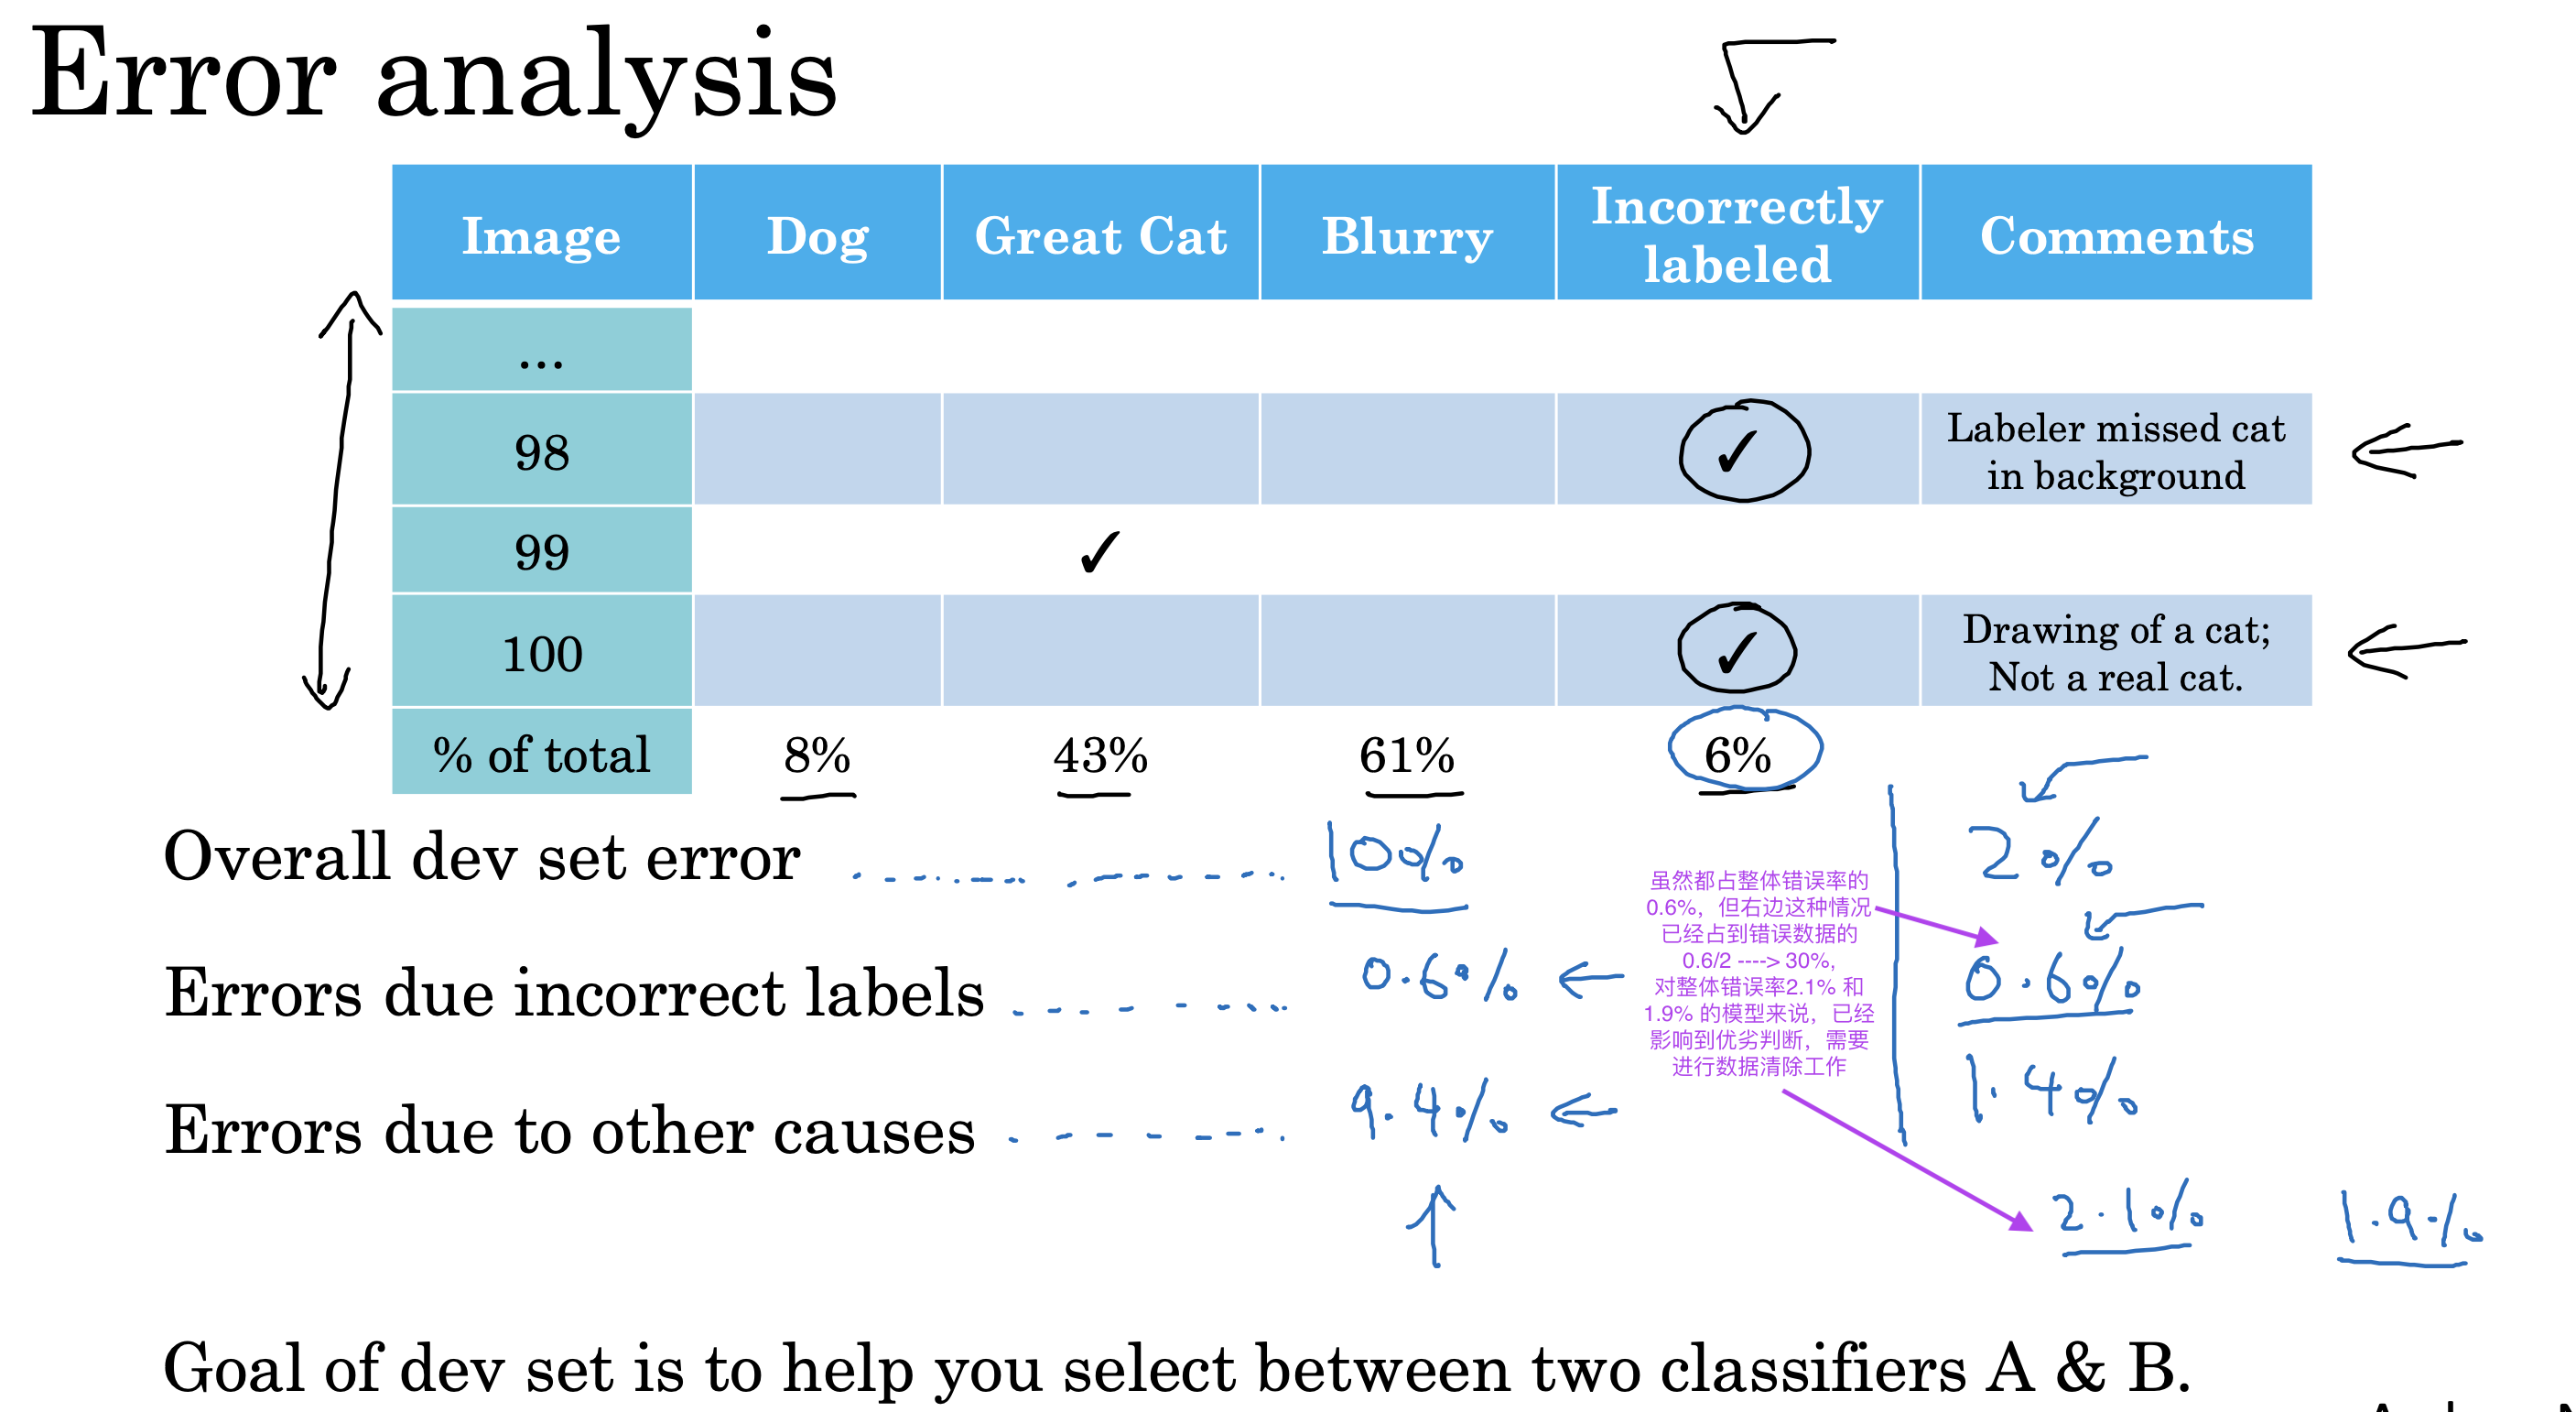 Error analysis
Image Dog Great Cat Blurry Incorrectly labeled Comments
...
98 ✓ Labeler missed cat in background
99 ✓
100 ✓ Drawing of a cat; Not a real cat.
% of total 8% 43% 61% 6%
Overall dev set error 10% 2%
Errors due incorrect labels 0.6% 0.6%
Errors due to other causes 9.4% 1.4%
2.1% 1.9%
虽然都占整体错误率的
0.6%，但右边这种情况
已经占到错误数据的
0.6/2 ----> 30%,
对整体错误率2.1% 和
1.9% 的模型来说，已经
影响到优劣判断，需要
进行数据清除工作
Goal of dev set is to help you select between two classifiers A & B.